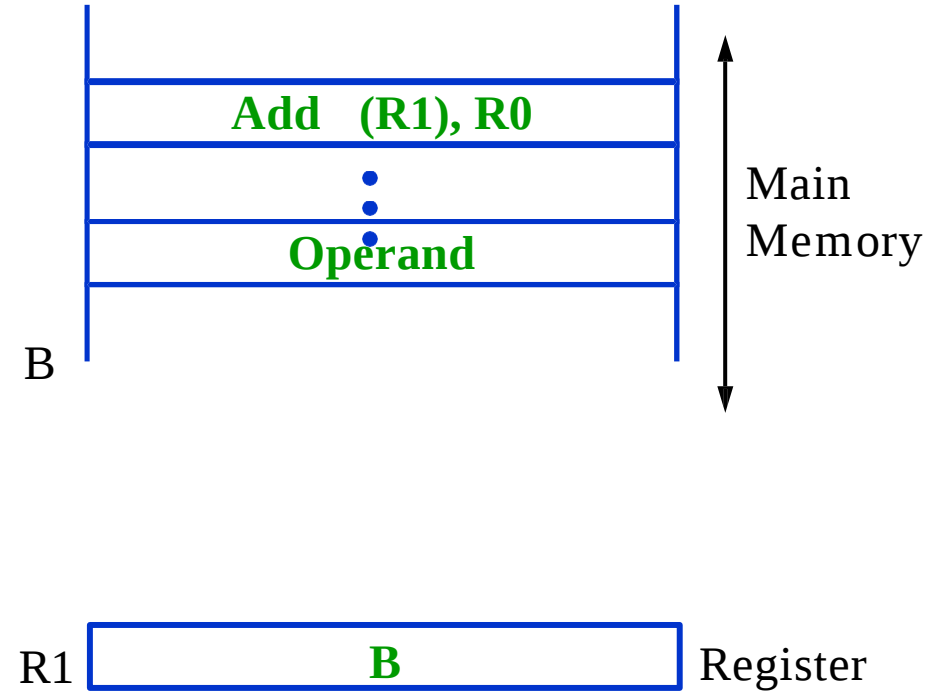 Add (R1), R0
Main
Memory
Operand
B
R1
B
Register